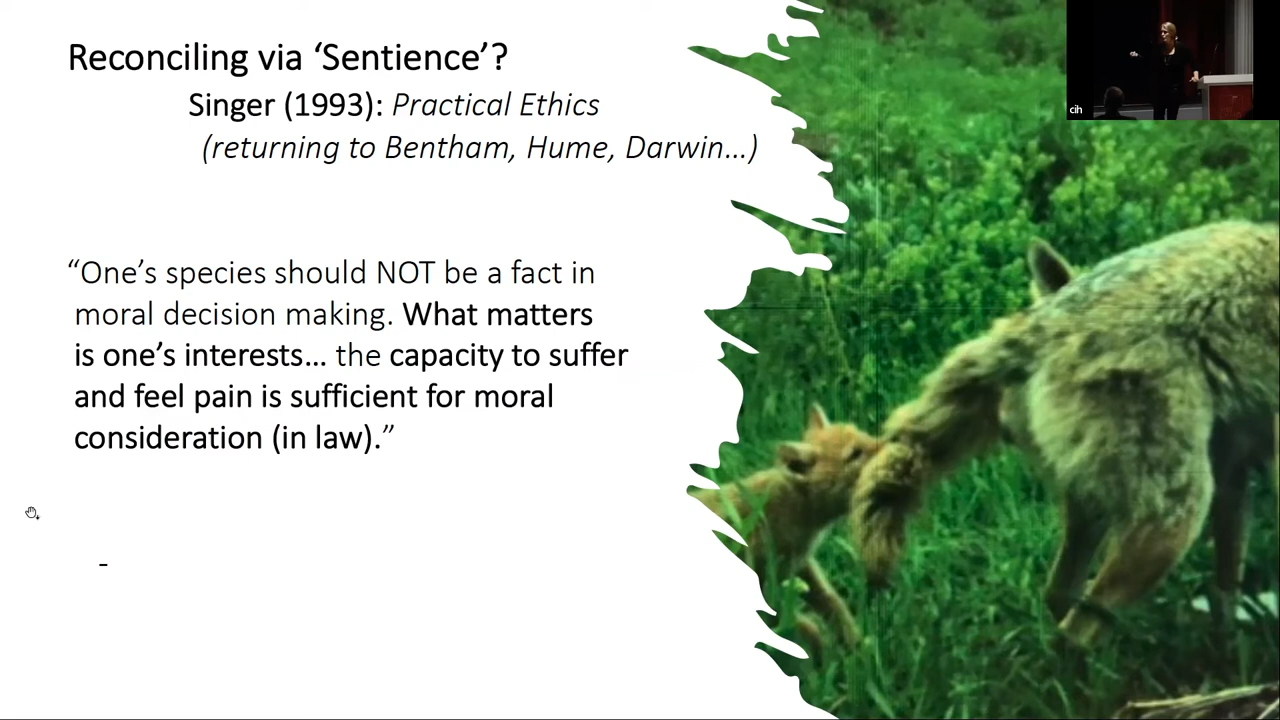 Reconciling via ‘Sentience’?
Singer (1993): Practical Ethics
(returning to Bentham, Hume, Darwin…)
“One’s species should NOT be a fact in
moral decision making. What matters
is one’s interests… the capacity to suffer
and feel pain is sufficient for moral
consideration (in law).”
-
cih